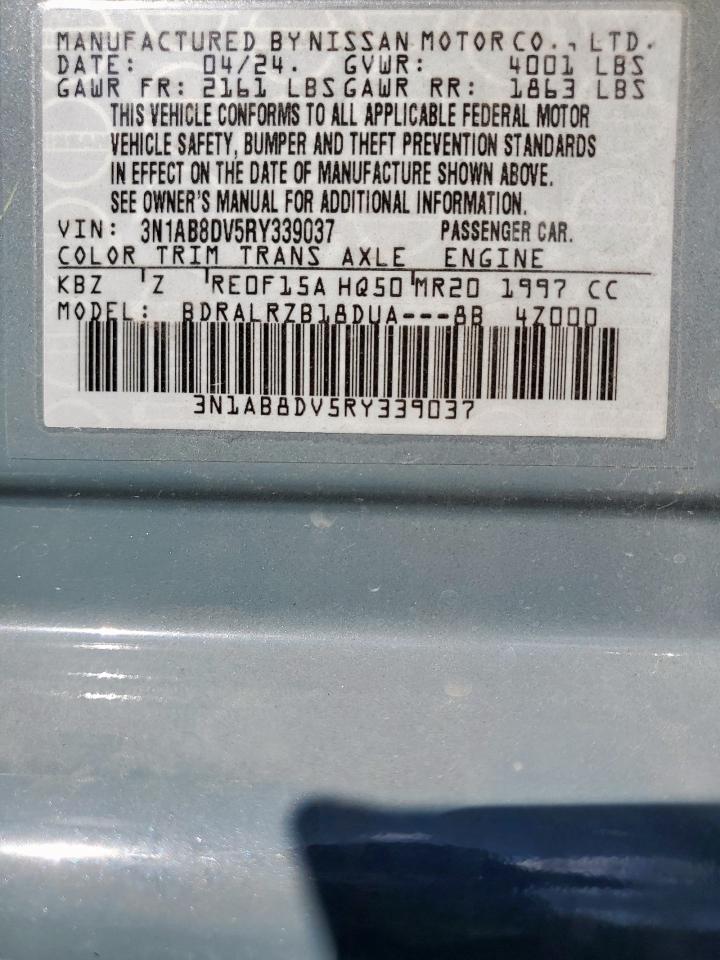 MANUFACTURED BY NISSAN MOTOR CO., LTD.
DATE: 04/24. GVWR: 4001 LBS
GAWR FR: 2161 LBS GAWR RR: 1863 LBS
THIS VEHICLE CONFORMS TO ALL APPLICABLE FEDERAL MOTOR
VEHICLE SAFETY, BUMPER AND THEFT PREVENTION STANDARDS
IN EFFECT ON THE DATE OF MANUFACTURE SHOWN ABOVE.
SEE OWNER'S MANUAL FOR ADDITIONAL INFORMATION.
VIN: 3N1AB8DV5RY339037 PASSENGER CAR.
COLOR TRIM TRANS AXLE ENGINE
KBZ Z RE0F15A HQ50 MR20 1997 CC
MODEL: BDRALRZB18DUA---8B 4Z000
3N1AB8DV5RY339037